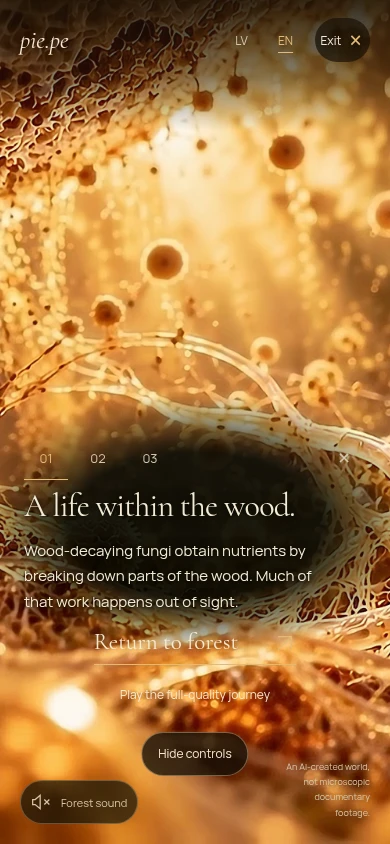 pie.pe
LV
EN
Exit ×
01
02
03
×
A life within the wood.
Wood-decaying fungi obtain nutrients by
breaking down parts of the wood. Much of
that work happens out of sight.
Return to forest
Play the full-quality journey
Hide controls
Forest sound
An AI-created world,
not microscopic
documentary
footage.